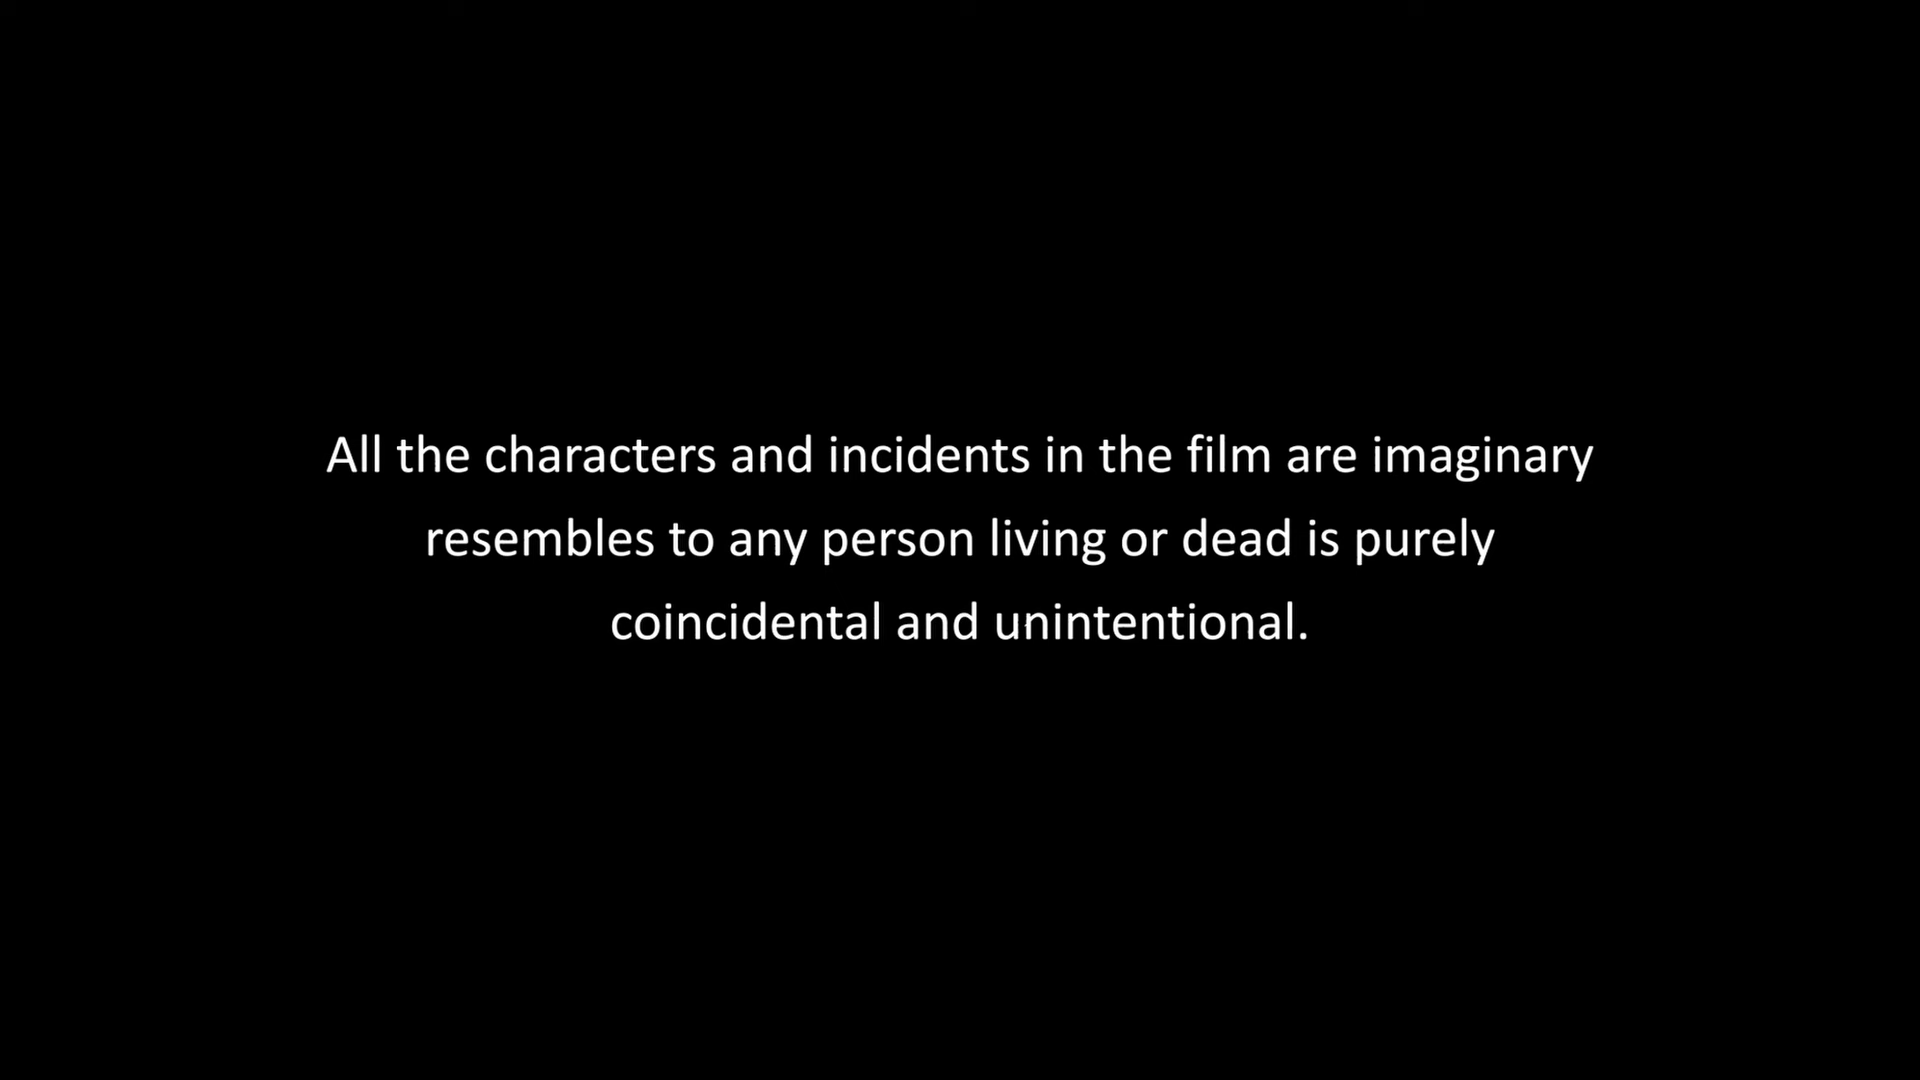 All the characters and incidents in the film are imaginary
resembles to any person living or dead is purely
coincidental and unintentional.